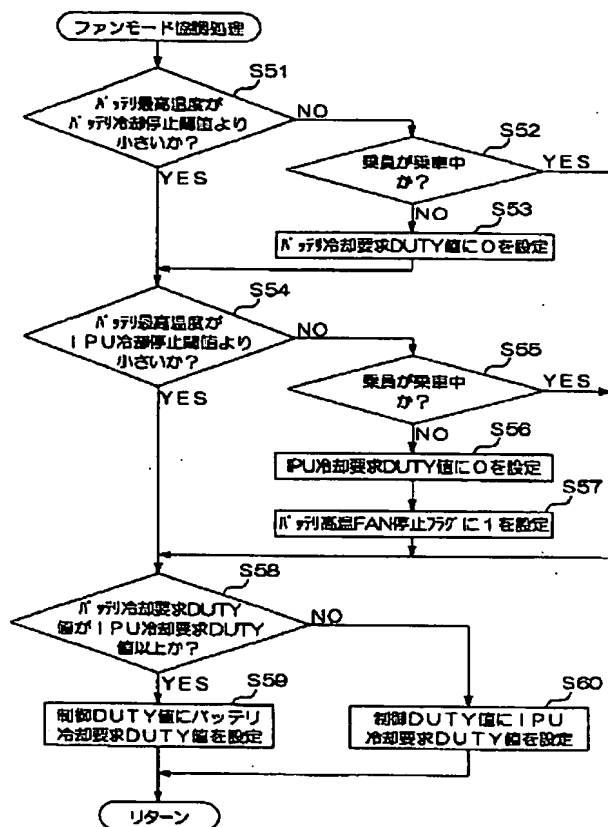 ファンモード協調処理
S51
バッテリ最高温度が
バッテリ冷却停止閾値より
小さいか?
NO
YES
S52
乗員が乗車中
か?
YES
NO
S53
バッテリ冷却要求DUTY値に0を設定
S54
バッテリ最高温度が
IPU冷却停止閾値より
小さいか?
NO
YES
S55
乗員が乗車中
か?
YES
NO
S56
IPU冷却要求DUTY値に0を設定
S57
バッテリ高温FAN停止フラグに1を設定
S58
バッテリ冷却要求DUTY
値がIPU冷却要求DUTY
値以上か?
NO
YES
S59
制御DUTY値にバッテリ
冷却要求DUTY値を設定
S60
制御DUTY値にIPU
冷却要求DUTY値を設定
リターン